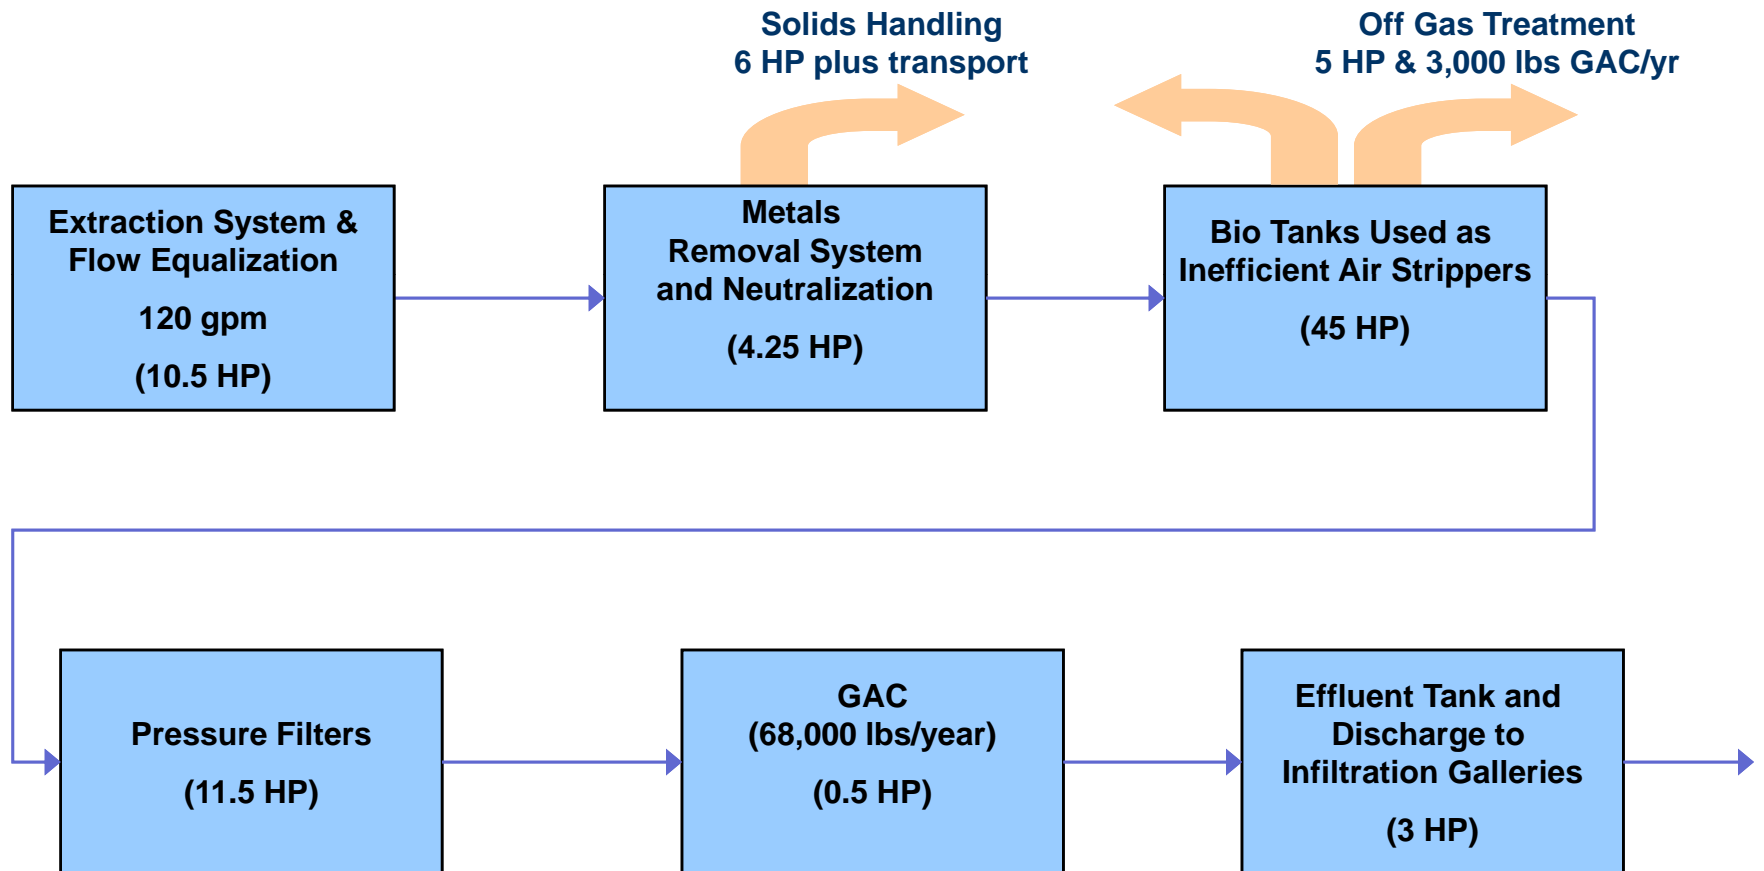 Solids Handling
6 HP plus transport
Off Gas Treatment
5 HP & 3,000 lbs GAC/yr
Extraction System &
Flow Equalization
120 gpm
(10.5 HP)
Metals
Removal System
and Neutralization
(4.25 HP)
Bio Tanks Used as
Inefficient Air Strippers
(45 HP)
Pressure Filters
(11.5 HP)
GAC
(68,000 lbs/year)
(0.5 HP)
Effluent Tank and
Discharge to
Infiltration Galleries
(3 HP)